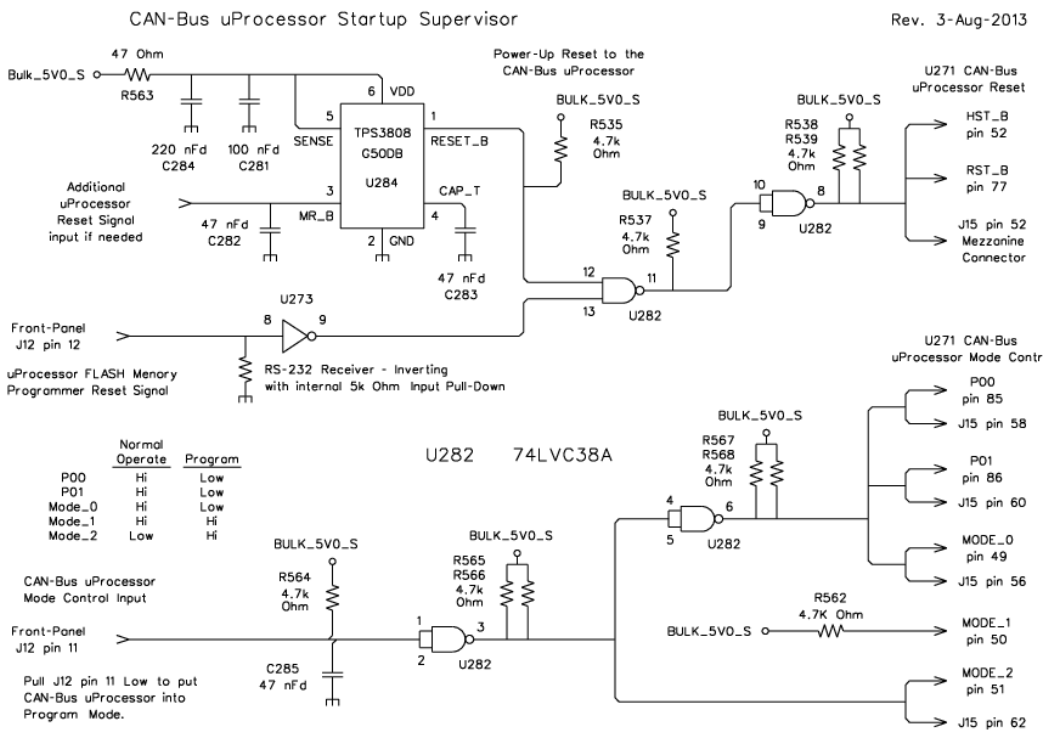 CAN-Bus uProcessor Startup Supervisor
Rev. 3-Aug-2013
47 Ohm
Bulk_5V0_S
R563
220 nFd
C284
100 nFd
C281
6 VDD
5
SENSE
TPS3808
G50DB
U284
1
RESET_B
3
MR_B
CAP_T
4
2 GND
47 nFd
C283
Additional
uProcessor
Reset Signal
input if needed
47 nFd
C282
Power-Up Reset to the
CAN-Bus uProcessor
BULK_5V0_S
R535
4.7k
Ohm
BULK_5V0_S
R537
4.7k
Ohm
12
13
11
U282
BULK_5V0_S
R538
R539
4.7k
Ohm
10
9
8
U282
U271 CAN-Bus
uProcessor Reset
HST_B
pin 52
RST_B
pin 77
J15 pin 52
Mezzanine
Connector
Front-Panel
J12 pin 12
uProcessor FLASH Menory
Programmer Reset Signal
U273
8
9
RS-232 Receiver - Inverting
with internal 5k Ohm Input Pull-Down
U282 74LVC38A
Normal
Operate Program
P00 Hi Low
P01 Hi Low
Mode_0 Hi Low
Mode_1 Hi Hi
Mode_2 Low Hi
CAN-Bus uProcessor
Mode Control Input
Front-Panel
J12 pin 11
Pull J12 pin 11 Low to put
CAN-Bus uProcessor into
Program Mode.
BULK_5V0_S
R564
4.7k
Ohm
C285
47 nFd
1
2
3
U282
BULK_5V0_S
R565
R566
4.7k
Ohm
BULK_5V0_S
R567
R568
4.7k
Ohm
4
5
6
U282
U271 CAN-Bus
uProcessor Mode Contr
P00
pin 85
J15 pin 58
P01
pin 86
J15 pin 60
MODE_0
pin 49
J15 pin 56
R562
4.7K Ohm
BULK_5V0_S
MODE_1
pin 50
MODE_2
pin 51
J15 pin 62